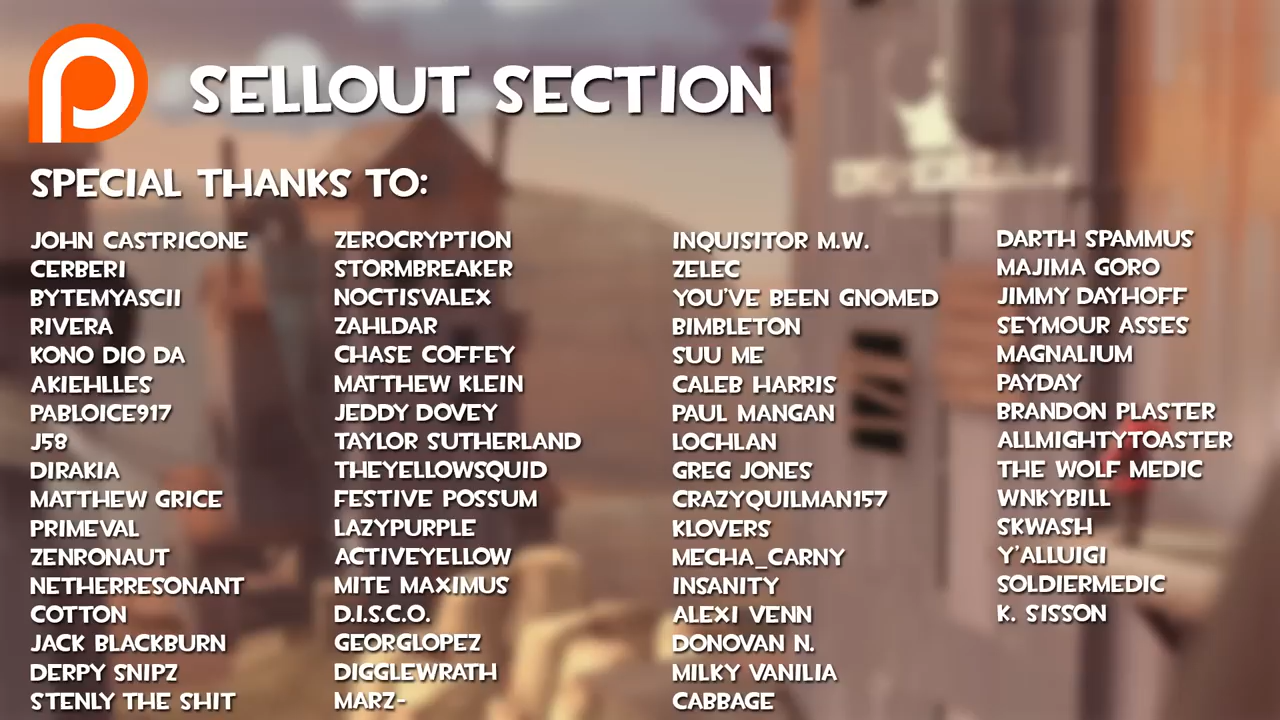 SELLOUT SECTION
SPECIAL THANKS TO:
JOHN CASTRICONE
CERBERI
BYTEMYASCII
RIVERA
KONO DIO DA
AKIEHLLES
PABLOICE917
J58
DIRAKIA
MATTHEW GRICE
PRIMEVAL
ZENRONAUT
NETHERRESONANT
COTTON
JACK BLACKBURN
DERPY SNIPZ
STENLY THE SHIT
ZEROCRYPTION
STORMBREAKER
NOCTISVALEX
ZAHLDAR
CHASE COFFEY
MATTHEW KLEIN
JEDDY DOVEY
TAYLOR SUTHERLAND
THEYELLOWSQUID
FESTIVE POSSUM
LAZYPURPLE
ACTIVEYELLOW
MITE MAXIMUS
D.I.S.C.O.
GEORGLOPEZ
DIGGLEWRATH
MARZ-
INQUISITOR M.W.
ZELEC
YOU'VE BEEN GNOMED
BIMBLETON
SUU ME
CALEB HARRIS
PAUL MANGAN
LOCHLAN
GREG JONES
CRAZYQUILMAN157
KLOVERS
MECHA_CARNY
INSANITY
ALEXI VENN
DONOVAN N.
MILKY VANILIA
CABBAGE
DARTH SPAMMUS
MAJIMA GORO
JIMMY DAYHOFF
SEYMOUR ASSES
MAGNALIUM
PAYDAY
BRANDON PLASTER
ALLMIGHTYTOASTER
THE WOLF MEDIC
WNKYBILL
SKWASH
Y'ALLUIGI
SOLDIERMEDIC
K. SISSON